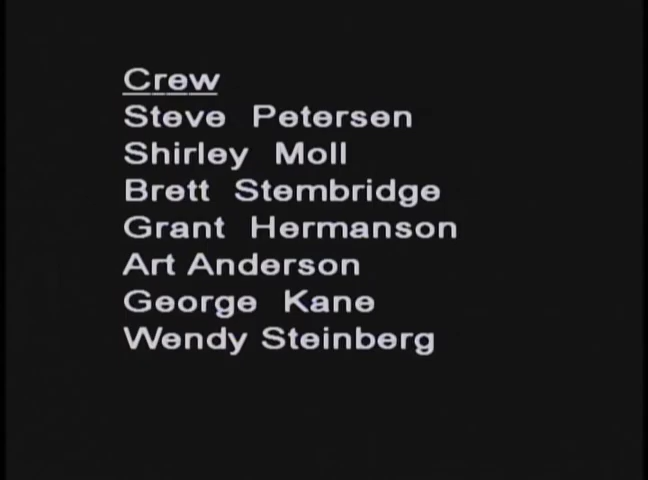 Crew
Steve Petersen
Shirley Moll
Brett Stembridge
Grant Hermanson
Art Anderson
George Kane
Wendy Steinberg